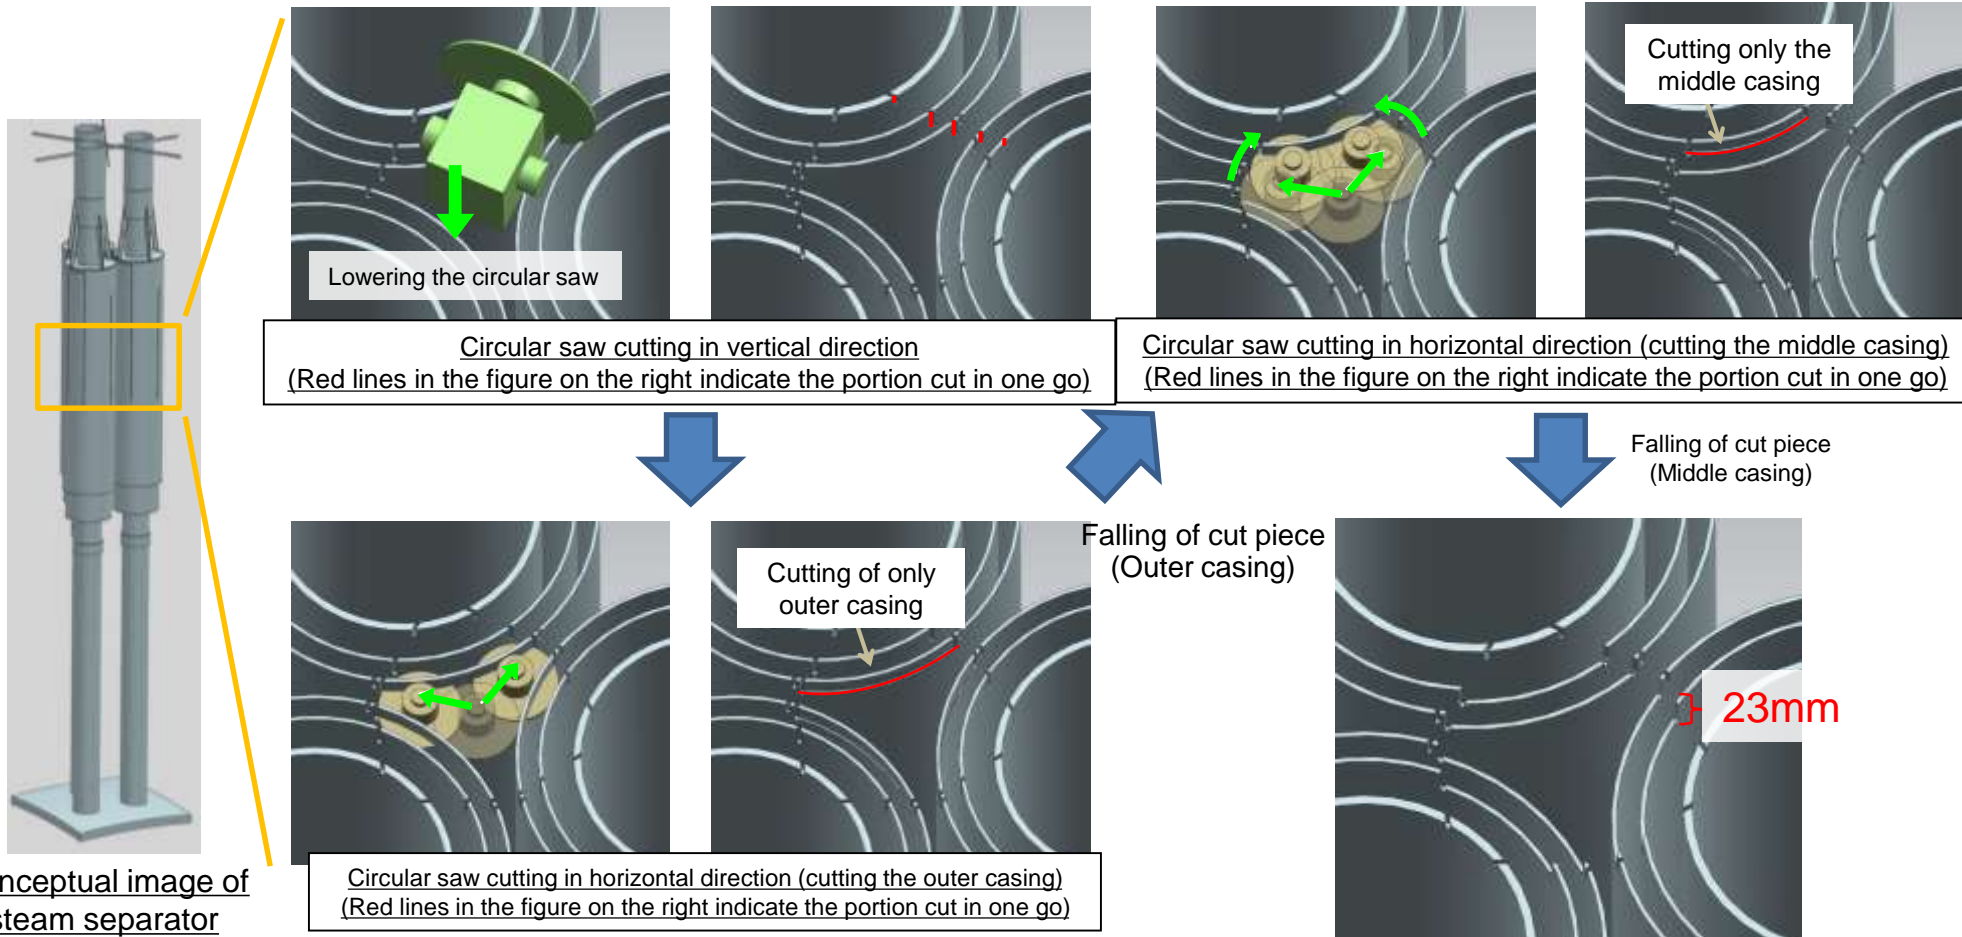 Lowering the circular saw
Circular saw cutting in vertical direction
(Red lines in the figure on the right indicate the portion cut in one go)
Cutting only the
middle casing
Circular saw cutting in horizontal direction (cutting the middle casing)
(Red lines in the figure on the right indicate the portion cut in one go)
Falling of cut piece
(Middle casing)
Falling of cut piece
(Outer casing)
Cutting of only
outer casing
23mm
Circular saw cutting in horizontal direction (cutting the outer casing)
(Red lines in the figure on the right indicate the portion cut in one go)
nceptual image of
steam separator